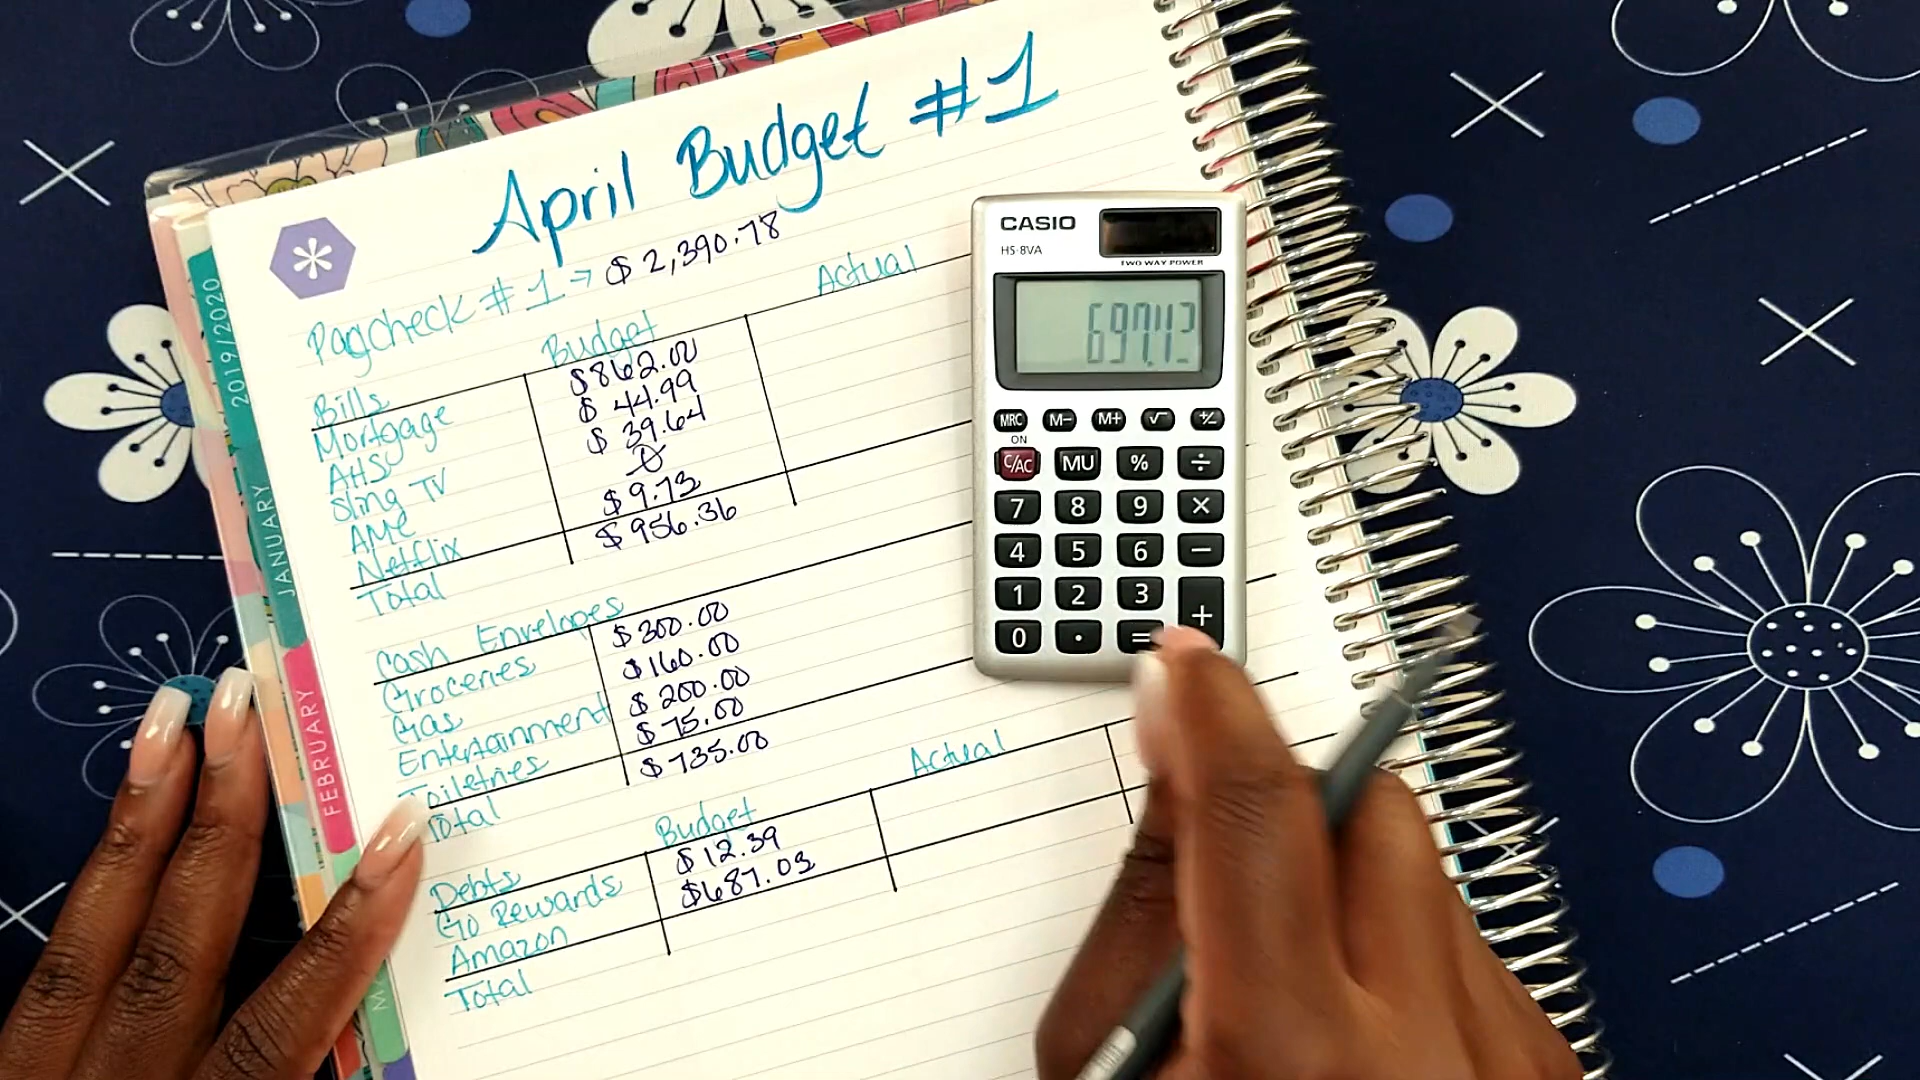 April Budget #1
Paycheck #1 → $2,390.78
Bills Budget Actual
Mortgage $862.00
AHS $44.99
Sling TV $39.64
AMC 0
Netflix $9.73
Total $956.36
Cash Envelopes
Groceries $300.00
Gas $160.00
Entertainment $200.00
Toiletries $75.00
Total $735.00
Debts Budget Actual
Go Rewards $12.39
Amazon $687.03
Total
2019/2020
JANUARY
FEBRUARY
M
CASIO
HS-8VA
TWO WAY POWER
MRC M- M+ √ +/-
ON
C/AC MU % ÷
7 8 9 ×
4 5 6 −
1 2 3 +
0 · =